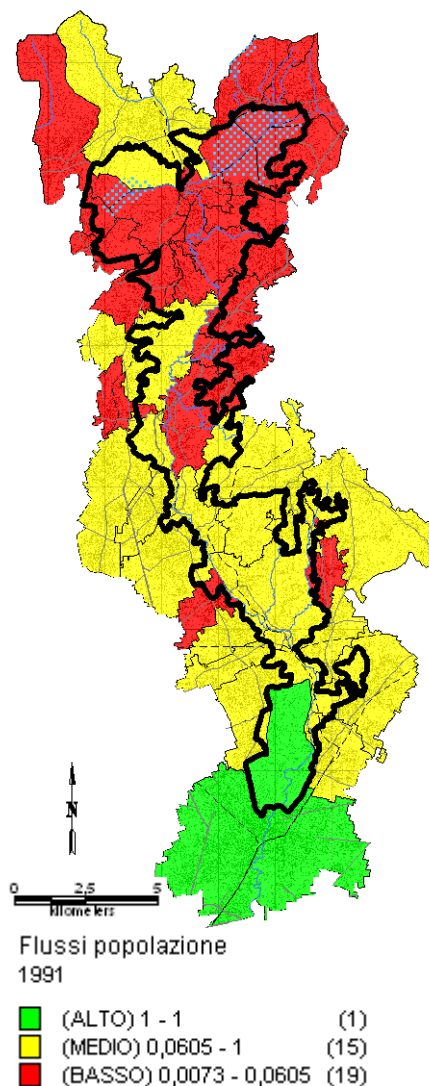 N
0 2,5 5
kilometers
Flussi popolazione
1991
(ALTO) 1 - 1 (1)
(MEDIO) 0,0605 - 1 (15)
(BASSO) 0,0073 - 0,0605 (19)